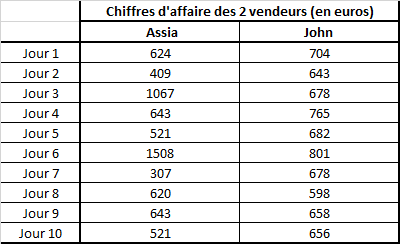 Chiffres d'affaire des 2 vendeurs (en euros)
Assia John
Jour 1 624 704
Jour 2 409 643
Jour 3 1067 678
Jour 4 643 765
Jour 5 521 682
Jour 6 1508 801
Jour 7 307 678
Jour 8 620 598
Jour 9 643 658
Jour 10 521 656